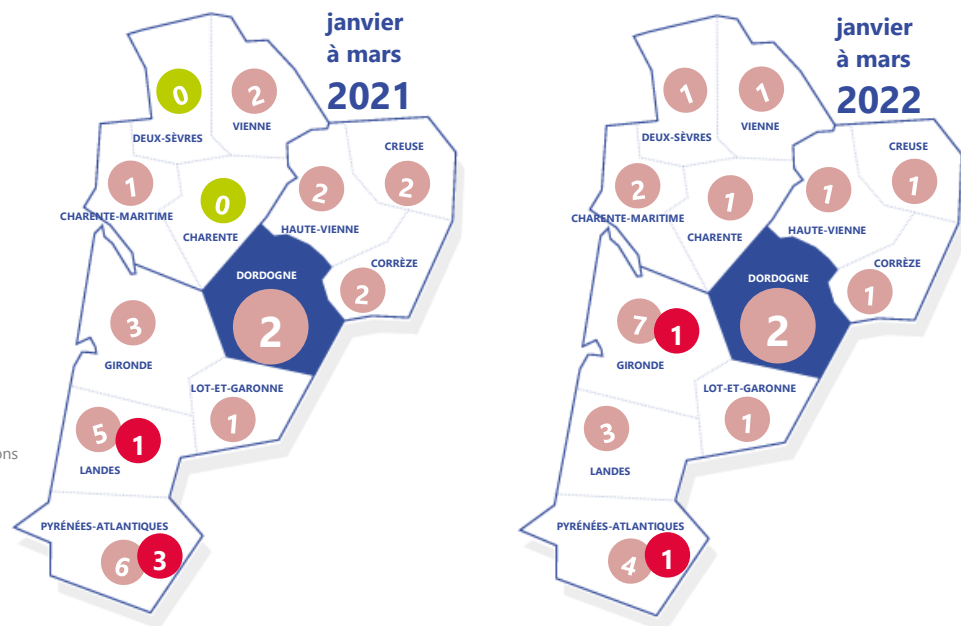 janvier
à mars
2021
0
2
VIENNE
DEUX-SÈVRES
CREUSE
1
2
2
0
CHARENTE-MARITIME
CHARENTE
HAUTE-VIENNE
CORRÈZE
DORDOGNE
2
2
3
GIRONDE
LOT-ET-GARONNE
1
5
1
LANDES
ons
PYRÉNÉES-ATLANTIQUES
6
3
janvier
à mars
2022
1
1
VIENNE
DEUX-SÈVRES
CREUSE
2
1
1
1
CHARENTE-MARITIME
CHARENTE
HAUTE-VIENNE
CORRÈZE
DORDOGNE
1
2
7
1
GIRONDE
LOT-ET-GARONNE
1
3
LANDES
PYRÉNÉES-ATLANTIQUES
4
1